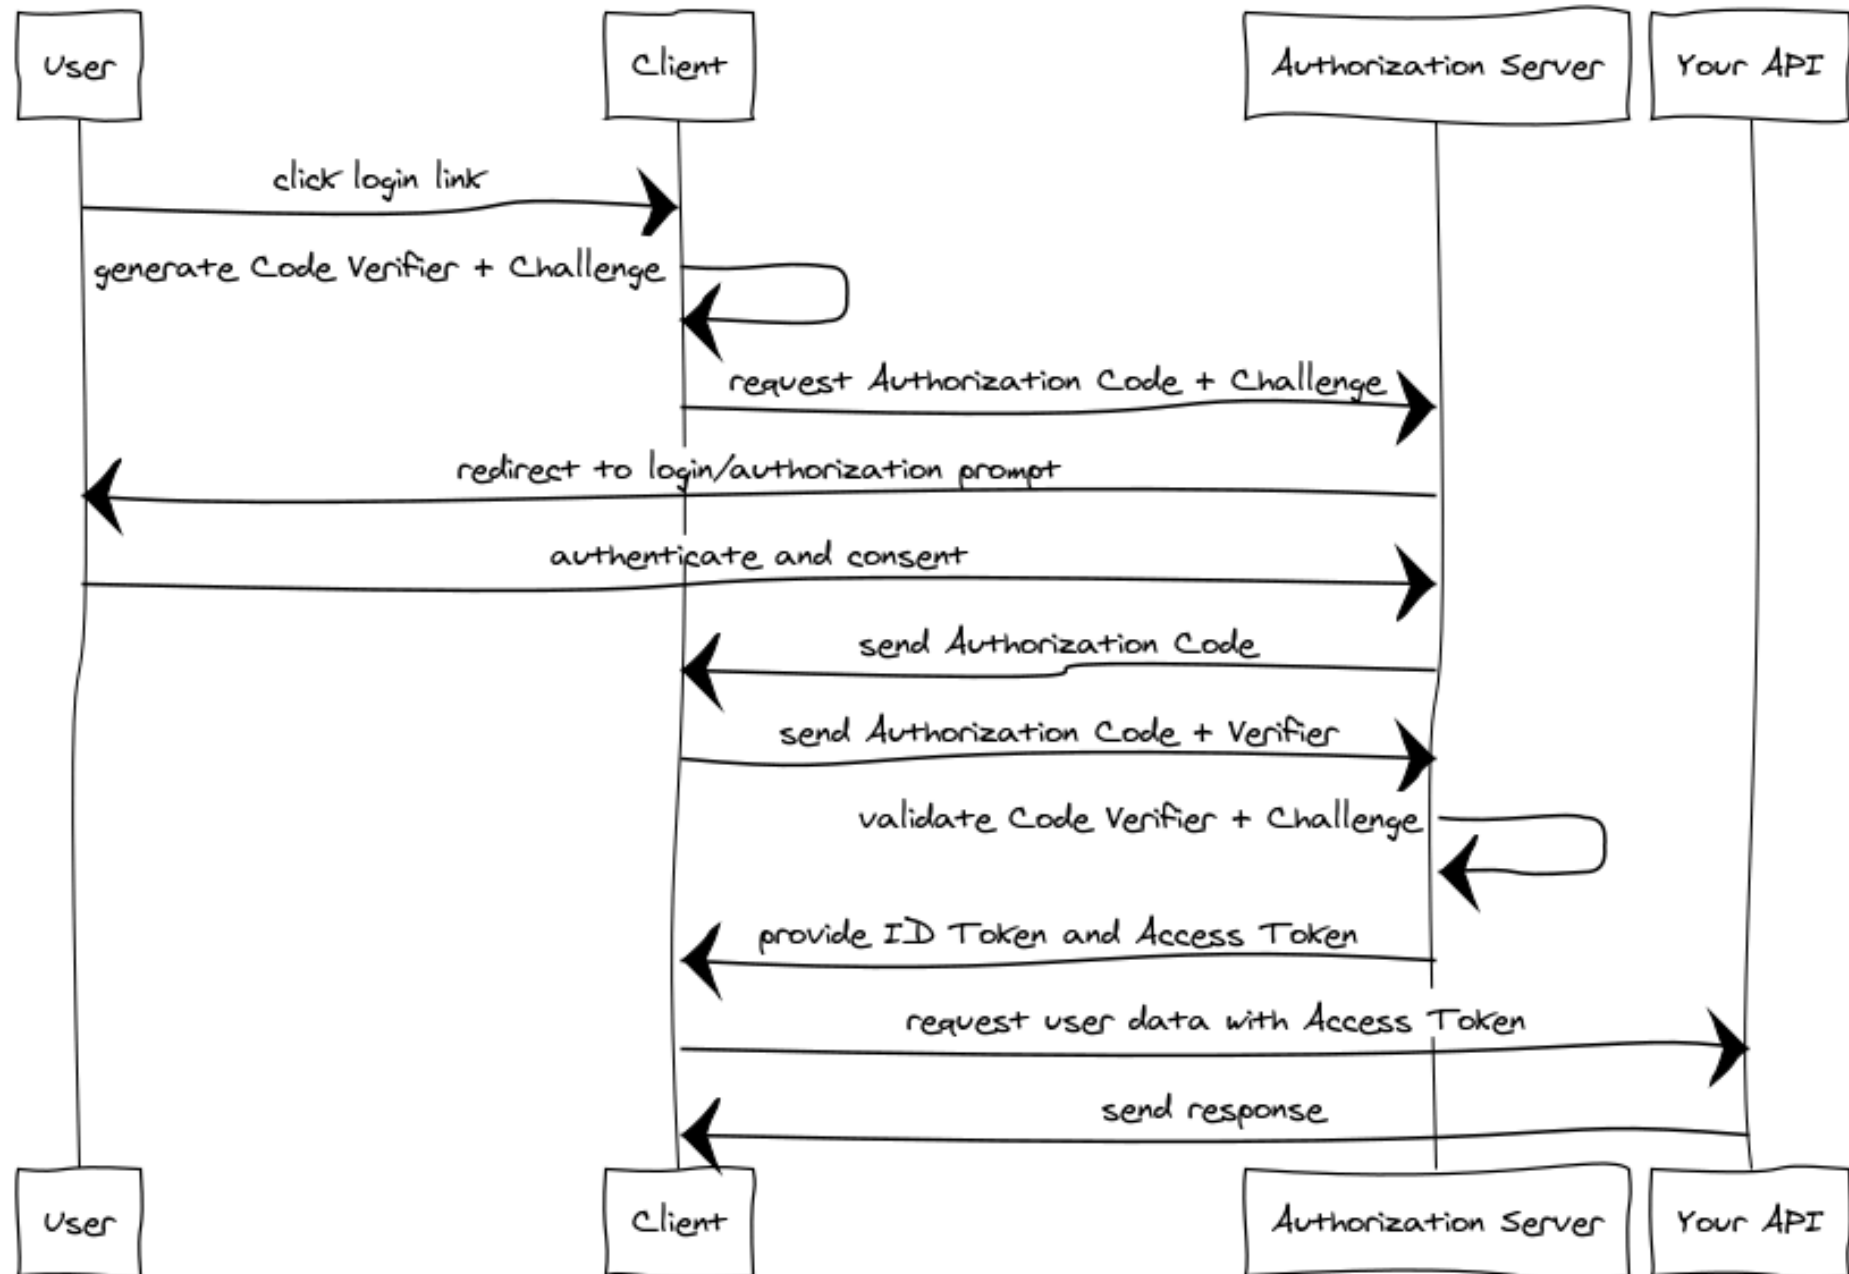 User
Client
Authorization Server
Your API
click login link
generate Code Verifier + Challenge
request Authorization Code + Challenge
redirect to login/authorization prompt
authenticate and consent
send Authorization Code
send Authorization Code + Verifier
validate Code Verifier + Challenge
provide ID Token and Access Token
request user data with Access Token
send response
User
Client
Authorization Server
Your API